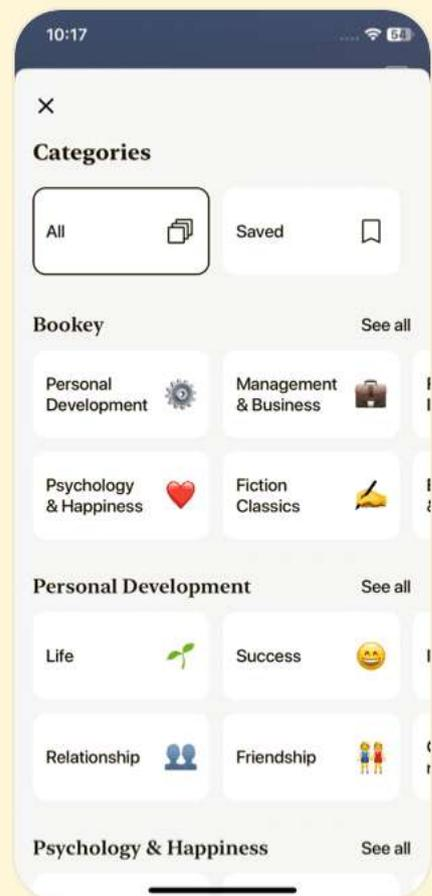 10:17
54
Categories
All
Saved
Bookey
See all
Personal
Development
Management
& Business
Psychology
& Happiness
Fiction
Classics
Personal Development
See all
Life
Success
Relationship
Friendship
Psychology & Happiness
See all